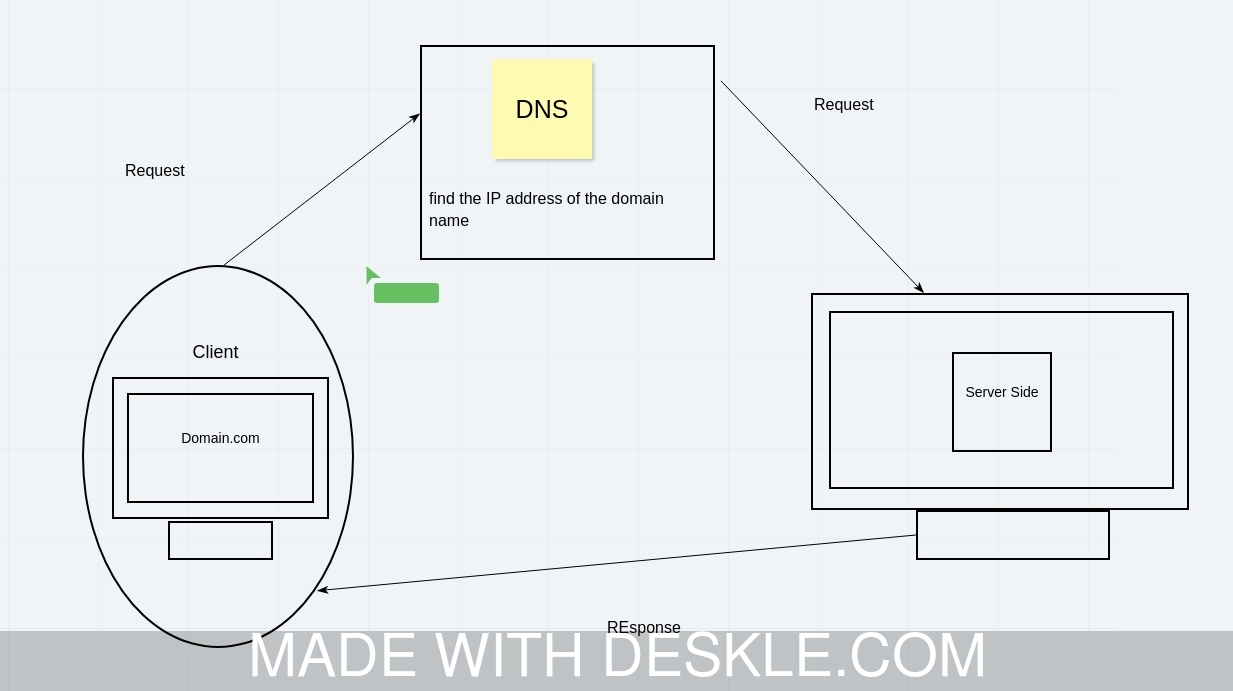 DNS
Request
Request
find the IP address of the domain
name
Client
Server Side
Domain.com
REsponse
MADE WITH DESKLE.COM